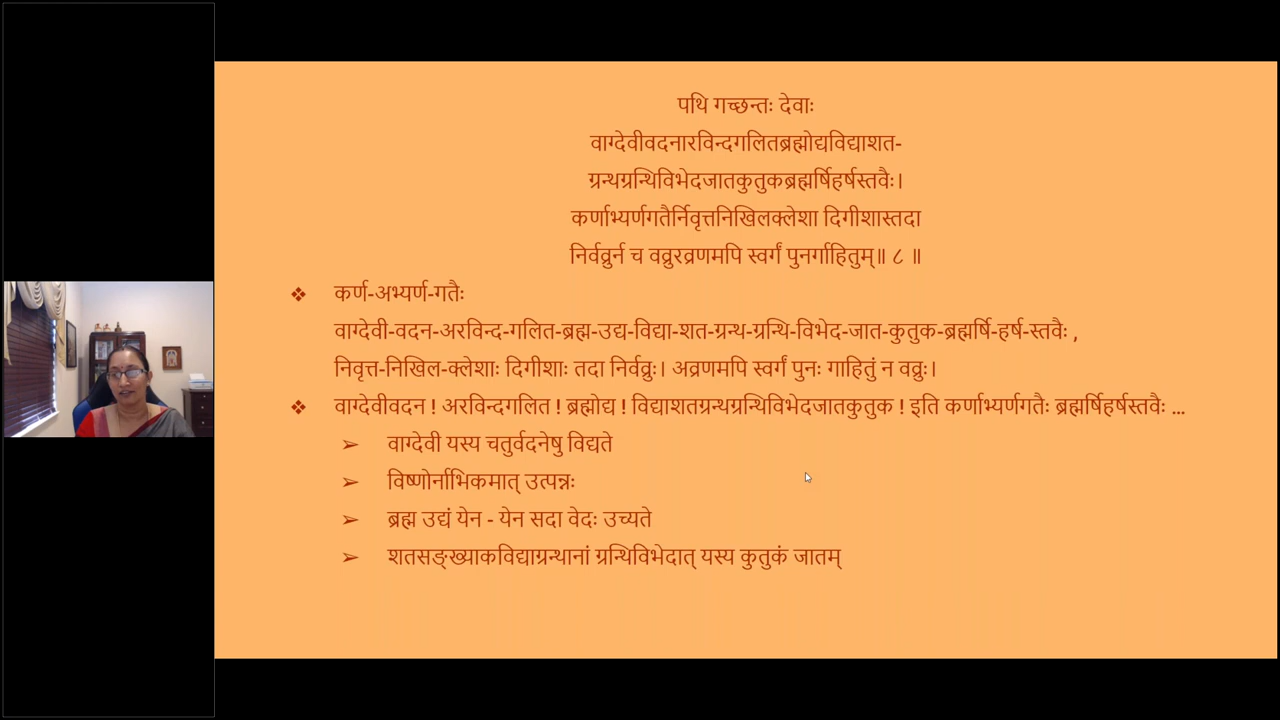 पथि गच्छन्तः देवाः
वाग्देवीवदनारविन्दगलितब्रह्मोद्यविद्याशत-
ग्रन्थग्रन्थिविभेदजातकुतुकब्रह्मर्षिहर्षस्तवैः।
कर्णाभ्यर्णगतैर्निवृत्तनिखिलक्लेशा दिगीशास्तदा
निर्वव्रुर्न च वव्रुरव्रणमपि स्वर्गं पुनर्गाहितुम्॥ ८ ॥
❖ कर्ण-अभ्यर्ण-गतैः
वाग्देवी-वदन-अरविन्द-गलित-ब्रह्म-उद्य-विद्या-शत-ग्रन्थ-ग्रन्थि-विभेद-जात-कुतुक-ब्रह्मर्षि-हर्ष-स्तवैः ,
निवृत्त-निखिल-क्लेशाः दिगीशाः तदा निर्वव्रुः। अव्रणमपि स्वर्गं पुनः गाहितुं न वव्रुः।
❖ वाग्देवीवदन ! अरविन्दगलित ! ब्रह्मोद्य ! विद्याशतग्रन्थग्रन्थिविभेदजातकुतुक ! इति कर्णाभ्यर्णगतैः ब्रह्मर्षिहर्षस्तवैः ...
➢ वाग्देवी यस्य चतुर्वदनेषु विद्यते
➢ विष्णोर्नाभिकमात् उत्पन्नः
➢ ब्रह्म उद्यं येन - येन सदा वेदः उच्यते
➢ शतसङ्ख्याकविद्याग्रन्थानां ग्रन्थिविभेदात् यस्य कुतुकं जातम्